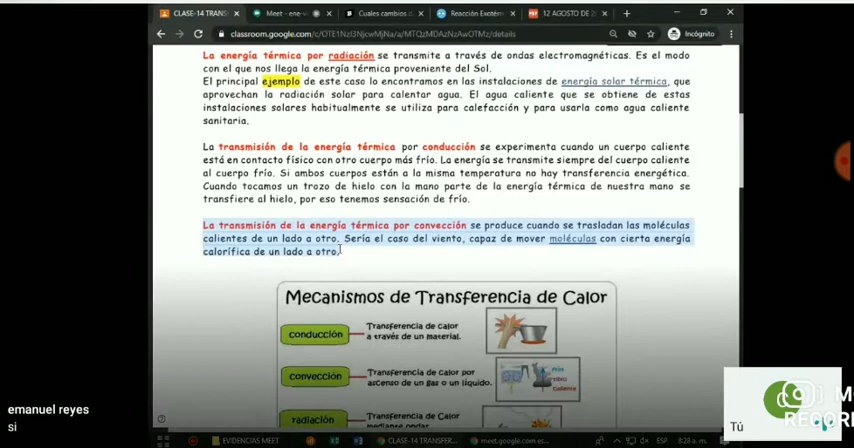 CLASE-14 TRANS
Meet - ene-v
Cuales cambios d
Reacción Exotérm
12 AGOSTO DE 20
classroom.google.com/c/OTE1NzI3NjcwMjNa/a/MTQzMDAzNzAwOTMz/details
Incógnito
La energía térmica por radiación se transmite a través de ondas electromagnéticas. Es el modo
con el que nos llega la energía térmica proveniente del Sol.
El principal ejemplo de este caso lo encontramos en las instalaciones de energía solar térmica, que
aprovechan la radiación solar para calentar agua. El agua caliente que se obtiene de estas
instalaciones solares habitualmente se utiliza para calefacción y para usarla como agua caliente
sanitaria.
La transmisión de la energía térmica por conducción se experimenta cuando un cuerpo caliente
está en contacto físico con otro cuerpo más frío. La energía se transmite siempre del cuerpo caliente
al cuerpo frío. Si ambos cuerpos están a la misma temperatura no hay transferencia energética.
Cuando tocamos un trozo de hielo con la mano parte de la energía térmica de nuestra mano se
transfiere al hielo, por eso tenemos sensación de frío.
La transmisión de la energía térmica por convección se produce cuando se trasladan las moléculas
calientes de un lado a otro. Sería el caso del viento, capaz de mover moléculas con cierta energía
calorífica de un lado a otro.
Mecanismos de Transferencia de Calor
conducción
Transferencia de calor
a través de un material.
convección
Transferencia de calor por
ascenso de un gas o un líquido.
radiación
Transferencia de Calor
mediante ondas
emanuel reyes
si
Tú
EVIDENCIAS MEET
CLASE-14 TRANSFER
meet.google.com es
ESP
8:28 a. m.